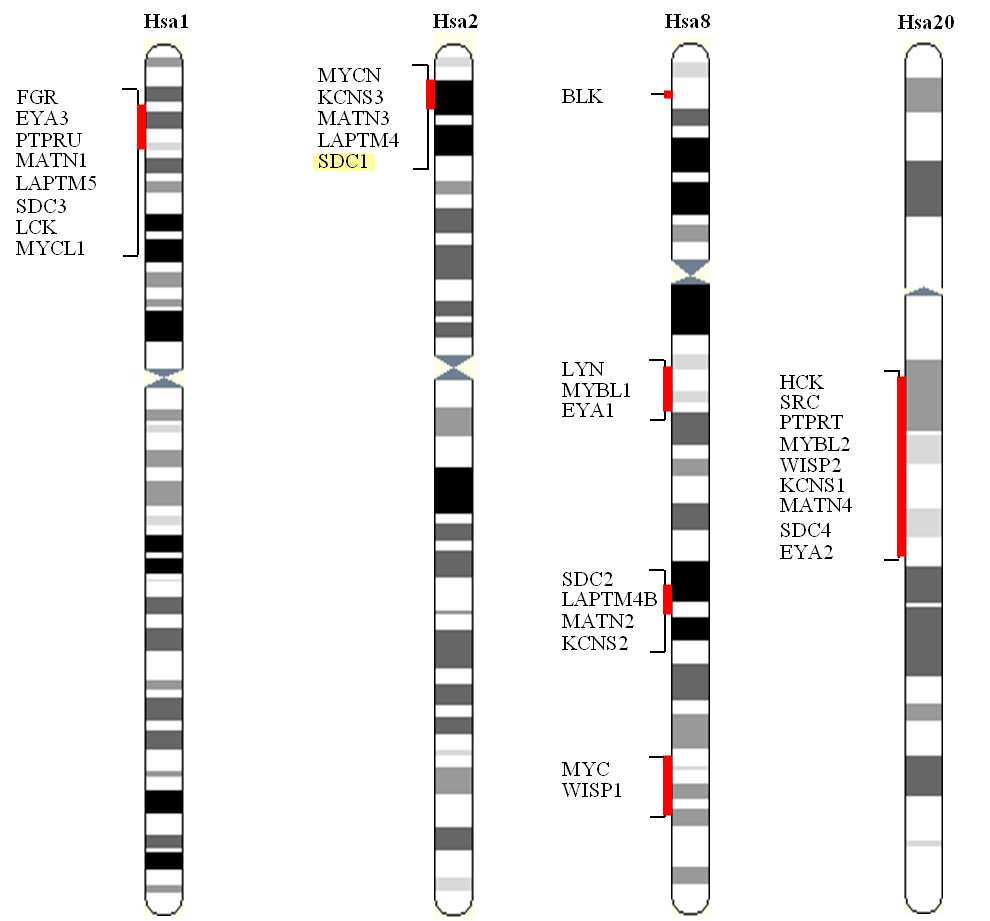 Hsa1
Hsa2
Hsa8
Hsa20
FGR
EYA3
PTPRU
MATN1
LAPTM5
SDC3
LCK
MYCL1
MYCN
KCNS3
MATN3
LAPTM4
SDC1
BLK
LYN
MYBL1
EYA1
SDC2
LAPTM4B
MATN2
KCNS2
MYC
WISP1
HCK
SRC
PTPRT
MYBL2
WISP2
KCNS1
MATN4
SDC4
EYA2